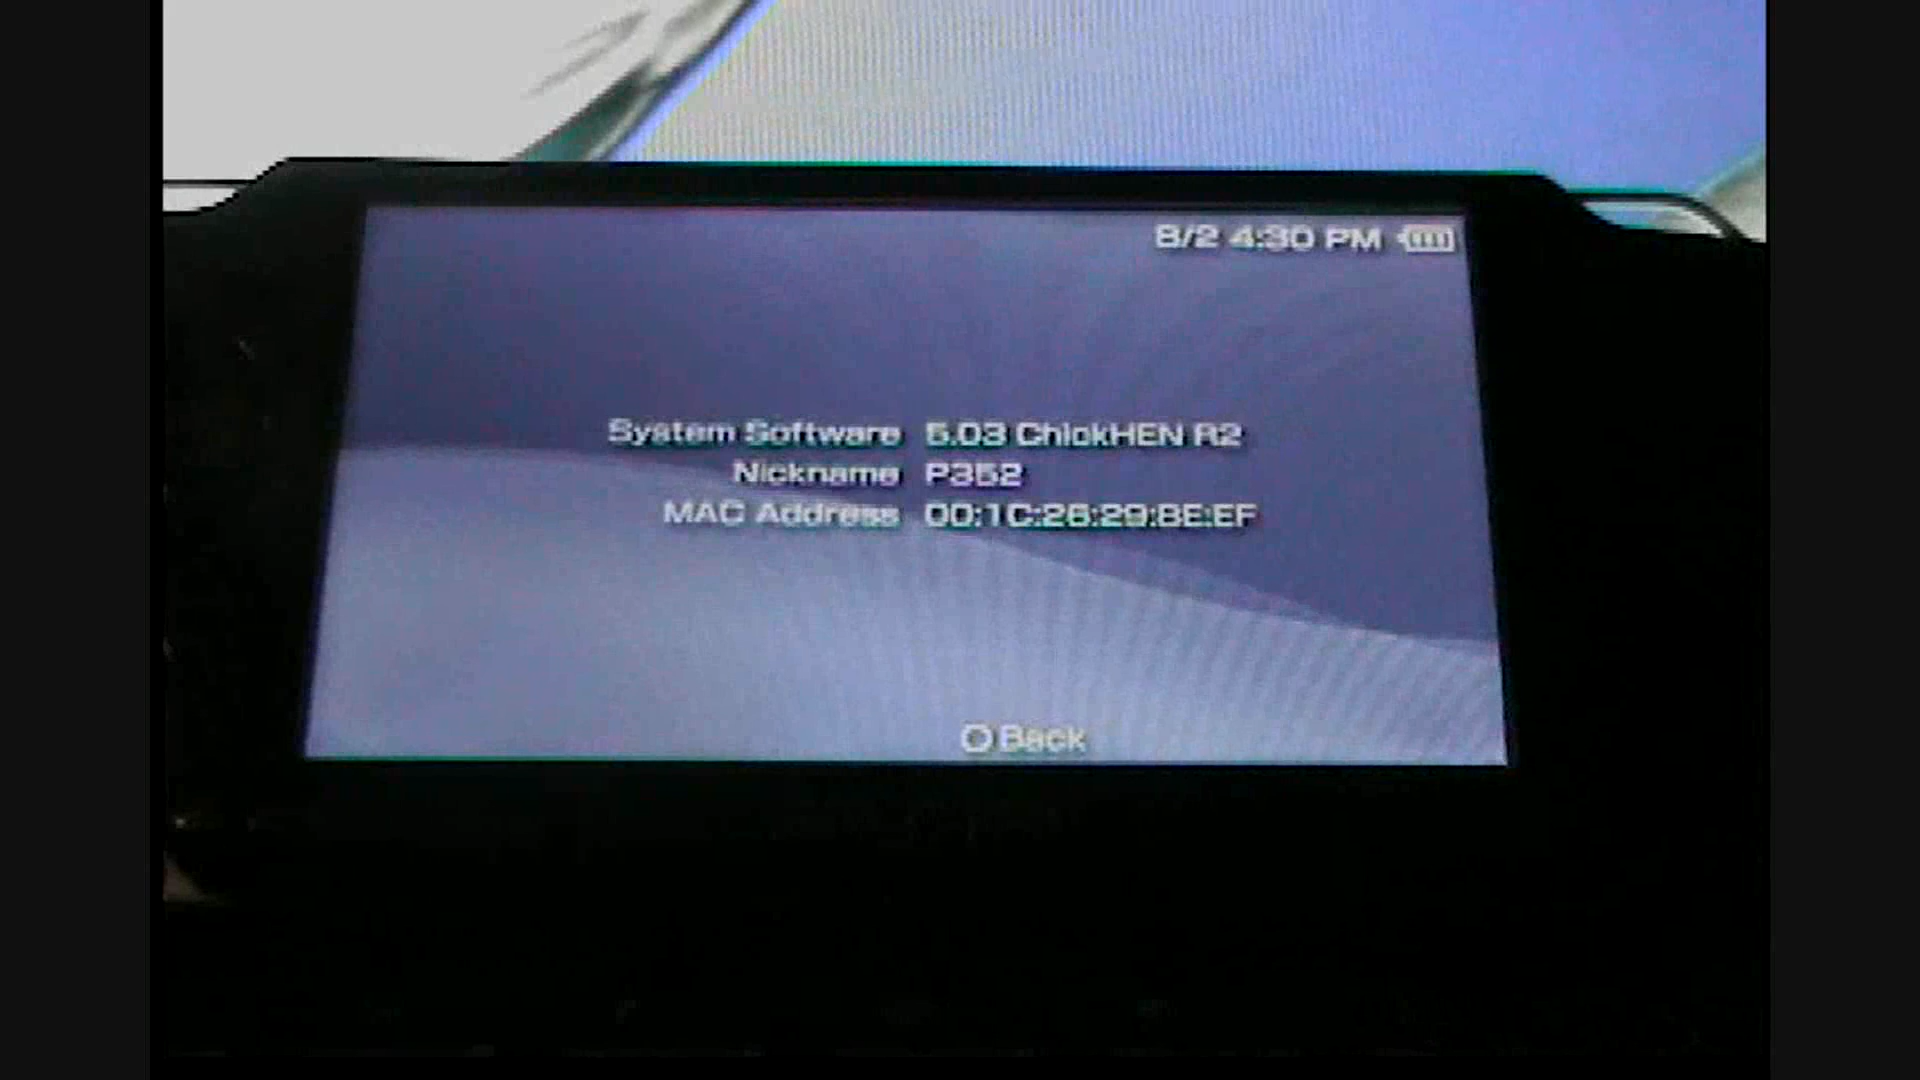 8/2 4:30 PM
System Software 5.03 ChickHEN R2
Nickname P352
MAC Address 00:1C:26:29:8E:EF
Back